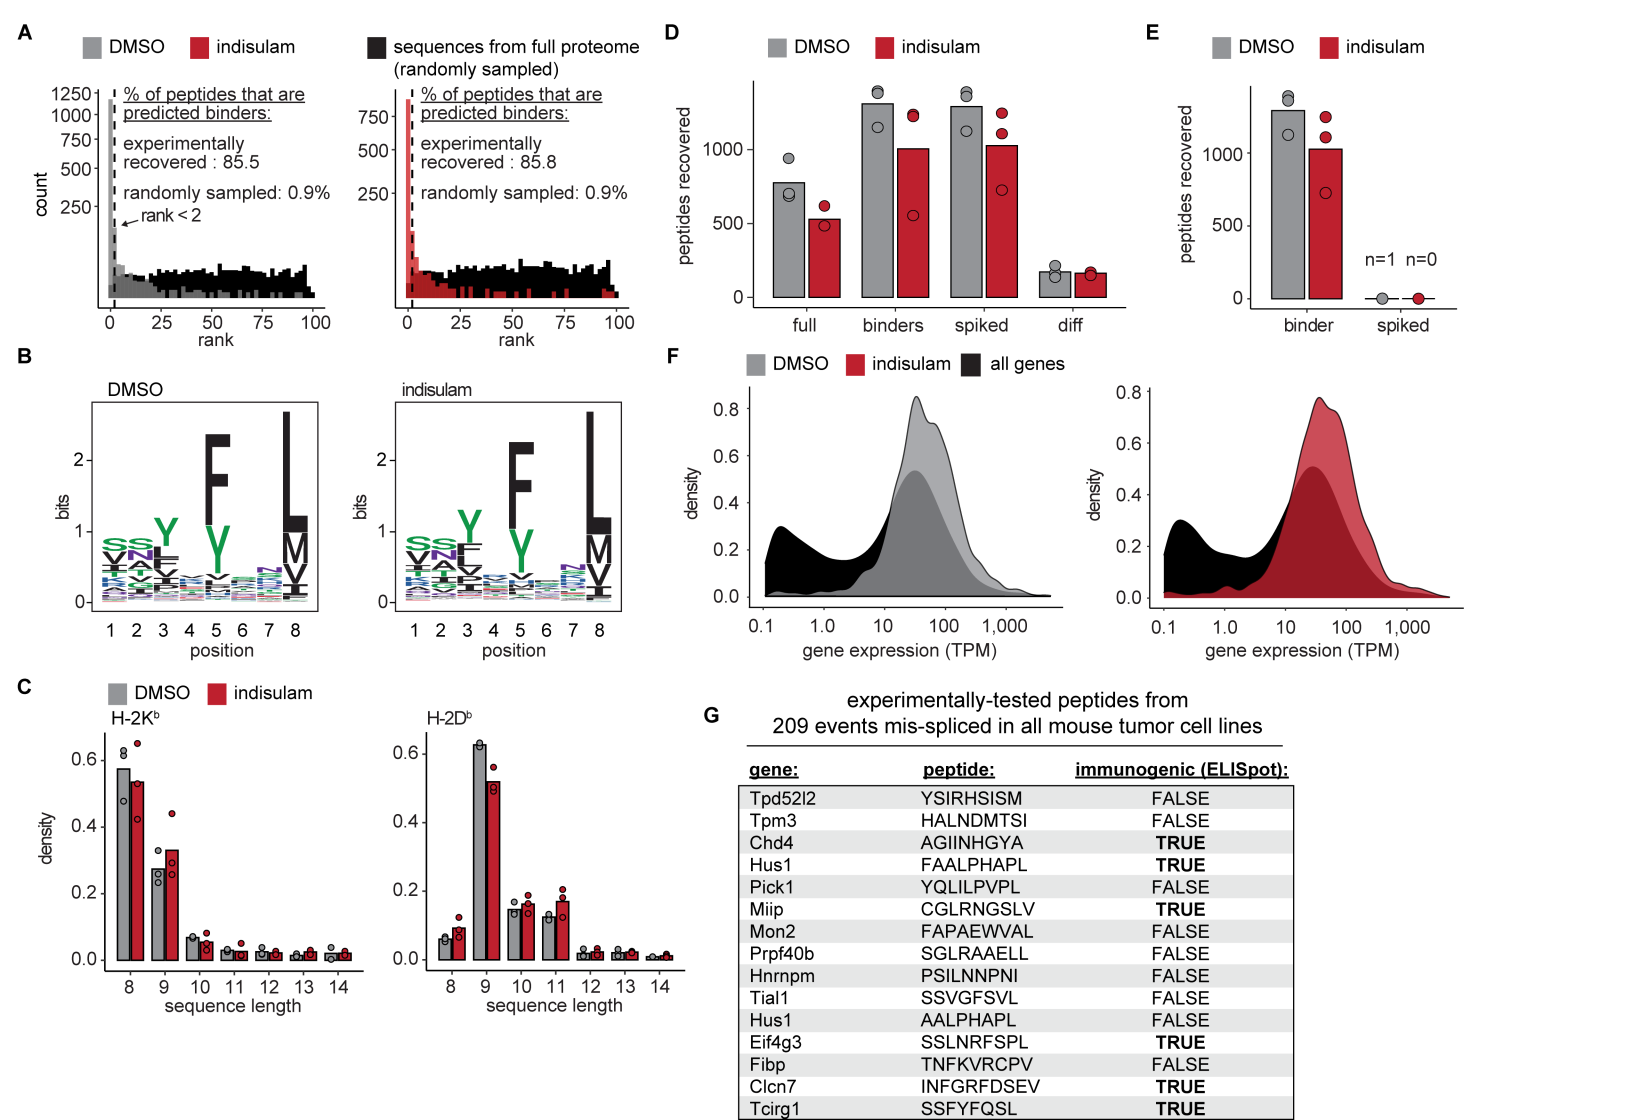 A
DMSO
indisulam
sequences from full proteome
(randomly sampled)
count
1250
1000
750
500
250
% of peptides that are
predicted binders:
experimentally
recovered : 85.5
randomly sampled: 0.9%
rank < 2
0 25 50 75 100
rank
750
500
250
% of peptides that are
predicted binders:
experimentally
recovered : 85.8
randomly sampled: 0.9%
0 25 50 75 100
rank
B
DMSO
bits
2
1
0
1 2 3 4 5 6 7 8
position
indisulam
bits
2
1
0
1 2 3 4 5 6 7 8
position
C
DMSO
indisulam
H-2Kᵇ
density
0.6
0.4
0.2
0.0
8 9 10 11 12 13 14
sequence length
H-2Dᵇ
0.6
0.4
0.2
0.0
8 9 10 11 12 13 14
sequence length
D
DMSO
indisulam
peptides recovered
1000
500
0
full binders spiked diff
E
DMSO
indisulam
peptides recovered
1000
500
0
n=1 n=0
binder spiked
F
DMSO
indisulam
all genes
density
0.8
0.6
0.4
0.2
0.0
0.1 1.0 10 100 1,000
gene expression (TPM)
density
0.8
0.6
0.4
0.2
0.0
0.1 1.0 10 100 1,000
gene expression (TPM)
G
experimentally-tested peptides from
209 events mis-spliced in all mouse tumor cell lines
gene: peptide: immunogenic (ELISpot):
Tpd52l2 YSIRHSISM FALSE
Tpm3 HALNDMTSI FALSE
Chd4 AGIINHGYA TRUE
Hus1 FAALPHAPL TRUE
Pick1 YQLILPVPL FALSE
Miip CGLRNGSLV TRUE
Mon2 FAPAEWVAL FALSE
Prpf40b SGLRAAELL FALSE
Hnrnpm PSILNNPNI FALSE
Tial1 SSVGFSVL FALSE
Hus1 AALPHAPL FALSE
Eif4g3 SSLNRFSPL TRUE
Fibp TNFKVRCPV FALSE
Clcn7 INFGRFDSEV TRUE
Tcirg1 SSFYFQSL TRUE